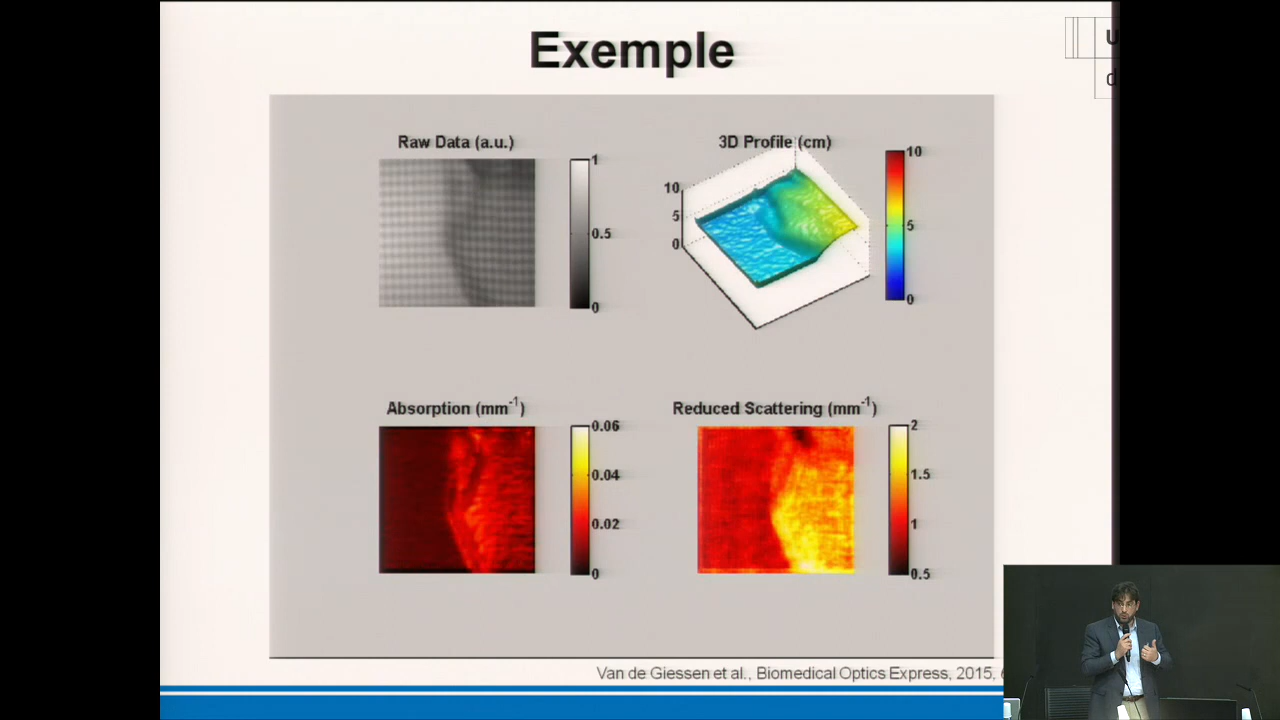 Exemple
U
d
Raw Data (a.u.)
1
0.5
0
3D Profile (cm)
10
5
0
10
5
0
Absorption (mm-1)
0.06
0.04
0.02
0
Reduced Scattering (mm-1)
2
1.5
1
0.5
Van de Giessen et al., Biomedical Optics Express, 2015,